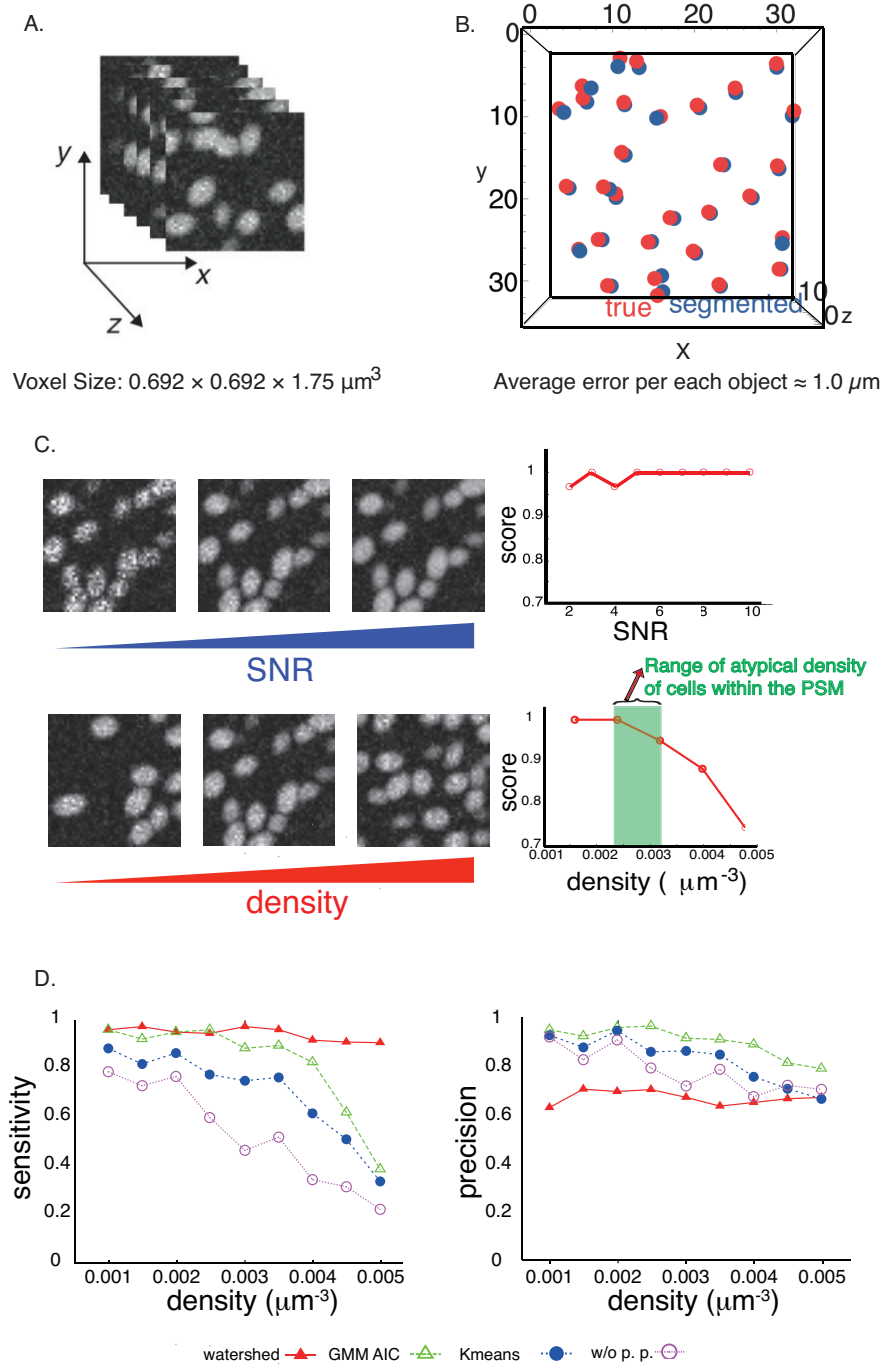 A.
y
x
z
Voxel Size: 0.692 × 0.692 × 1.75 μm³
B.
0 10 20 30
0
10
20
30
y
true segmented
10
0 z
X
Average error per each object ≈ 1.0 μm
C.
SNR
score
1
0.9
0.8
0.7
2 4 6 8 10
SNR
Range of atypical density
of cells within the PSM
density
score
1
0.9
0.8
0.7
0.001 0.002 0.003 0.004 0.005
density ( μm⁻³)
D.
sensitivity
1
0.8
0.6
0.4
0.2
0
0.001 0.002 0.003 0.004 0.005
density (μm⁻³)
precision
1
0.8
0.6
0.4
0.2
0
0.001 0.002 0.003 0.004 0.005
density (μm⁻³)
watershed GMM AIC Kmeans w/o p. p.